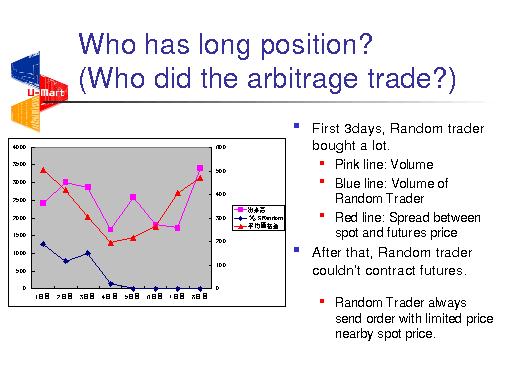 Who has long position?
(Who did the arbitrage trade?)
U-Mart
First 3days, Random trader
bought a lot.
Pink line: Volume
Blue line: Volume of
Random Trader
Red line: Spread between
spot and futures price
After that, Random trader
couldn't contract futures.
Random Trader always
send order with limited price
nearby spot price.
4000
3500
3000
2500
2000
1500
1000
500
0
600
500
400
300
200
100
0
1日目 2日目 3日目 4日目 5日目 6日目 7日目 8日目